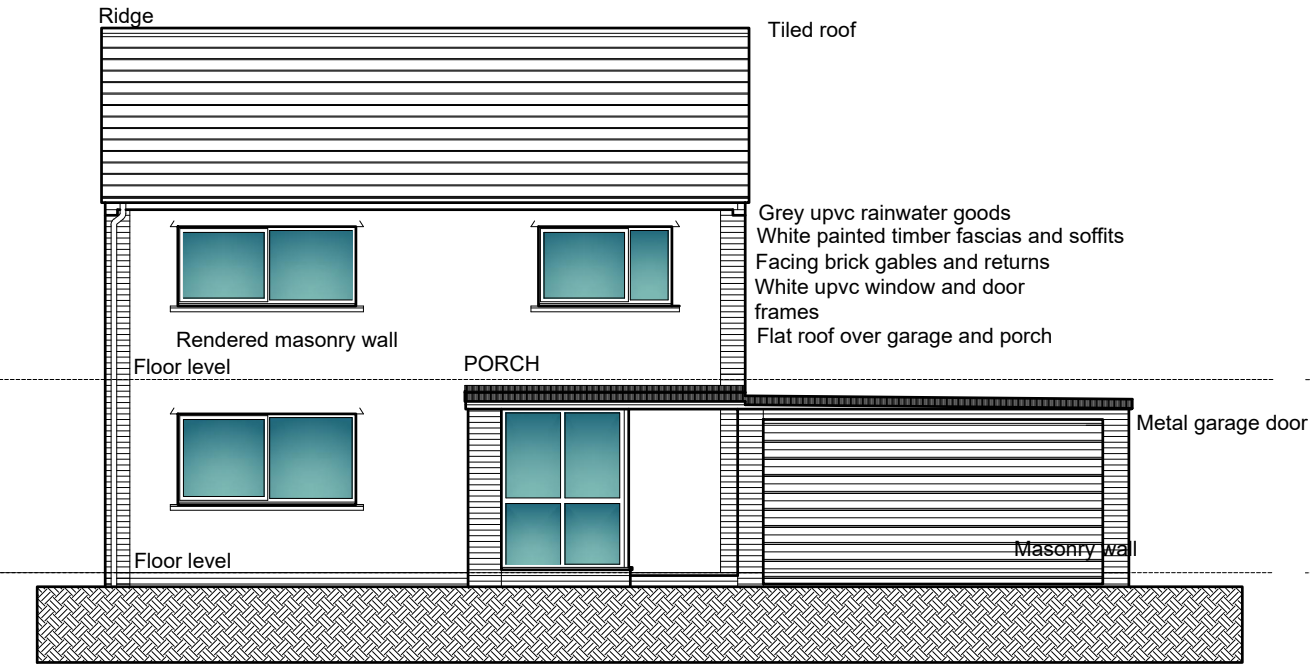 Ridge
Tiled roof
Grey upvc rainwater goods
White painted timber fascias and soffits
Facing brick gables and returns
White upvc window and door
frames
Flat roof over garage and porch
Rendered masonry wall
Floor level
PORCH
Metal garage door
Masonry wall
Floor level